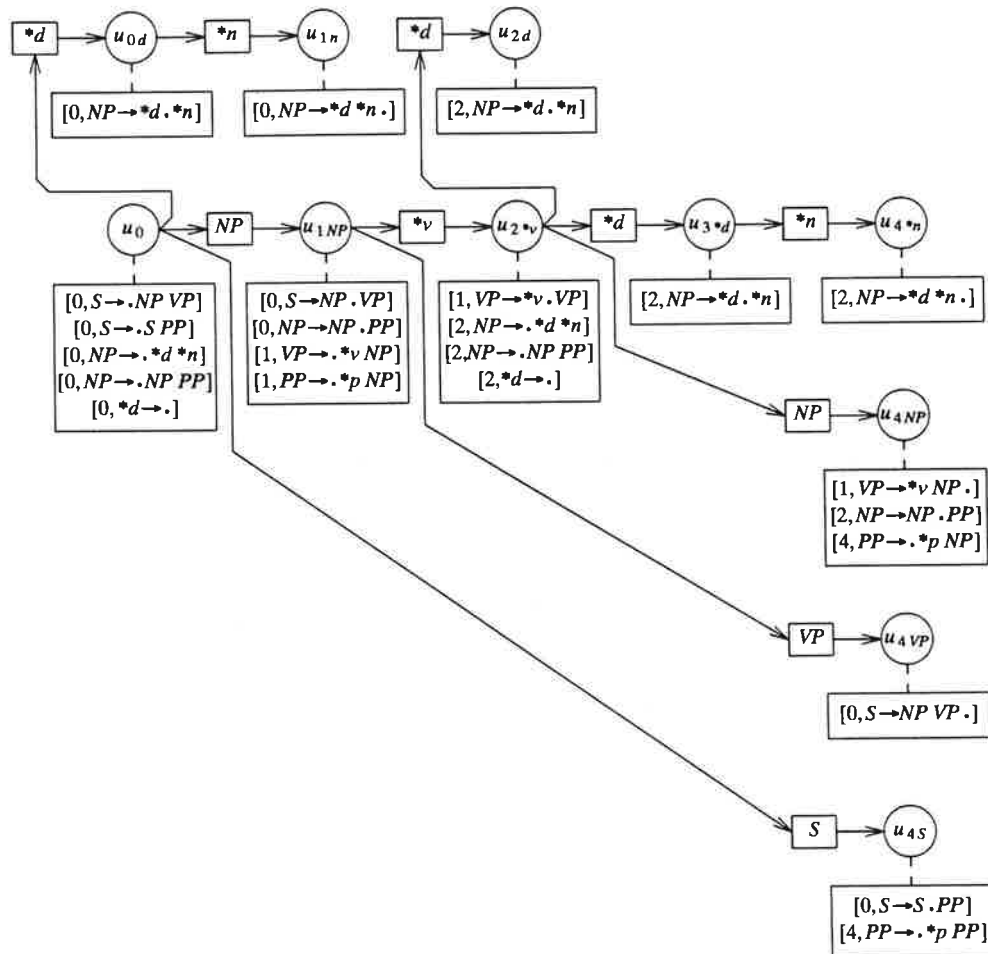 *d u0d *n u1n *d u2d
[0, NP→*d.*n] [0, NP→*d *n.] [2, NP→*d.*n]
u0 NP u1NP *v u2*v *d u3*d *n u4*n
[0, S→.NP VP]
[0, S→.S PP]
[0, NP→.*d *n]
[0, NP→.NP PP]
[0, *d→.]
[0, S→NP.VP]
[0, NP→NP.PP]
[1, VP→.*v NP]
[1, PP→.*p NP]
[1, VP→*v.VP]
[2, NP→.*d *n]
[2, NP→.NP PP]
[2, *d→.]
[2, NP→*d.*n]
[2, NP→*d *n.]
NP u4NP
[1, VP→*v NP.]
[2, NP→NP.PP]
[4, PP→.*p NP]
VP u4VP
[0, S→NP VP.]
S u4S
[0, S→S.PP]
[4, PP→.*p PP]